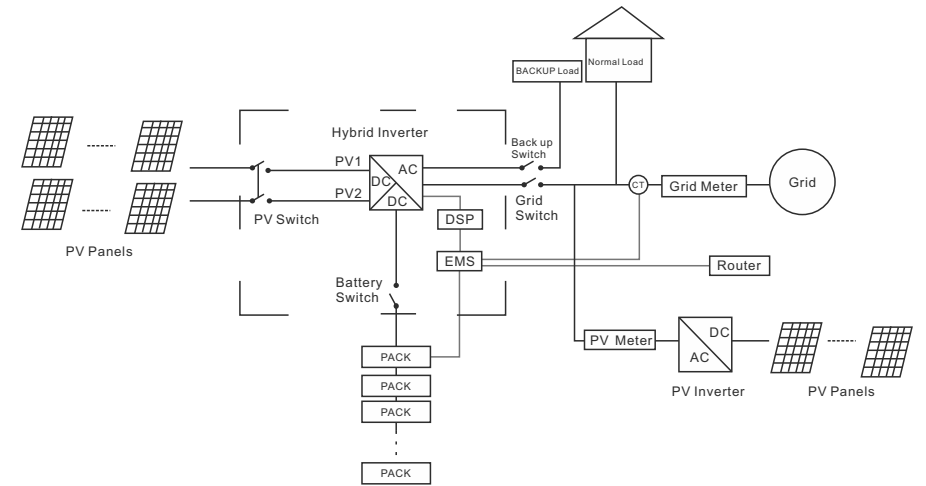 Normal Load
BACKUP Load
Hybrid Inverter
Back up
Switch
PV1
AC
DC
DC
PV2
PV Switch
PV Panels
Grid
Switch
CT
Grid Meter
Grid
DSP
EMS
Router
Battery
Switch
PV Meter
DC
AC
PV Inverter
PV Panels
PACK
PACK
PACK
PACK